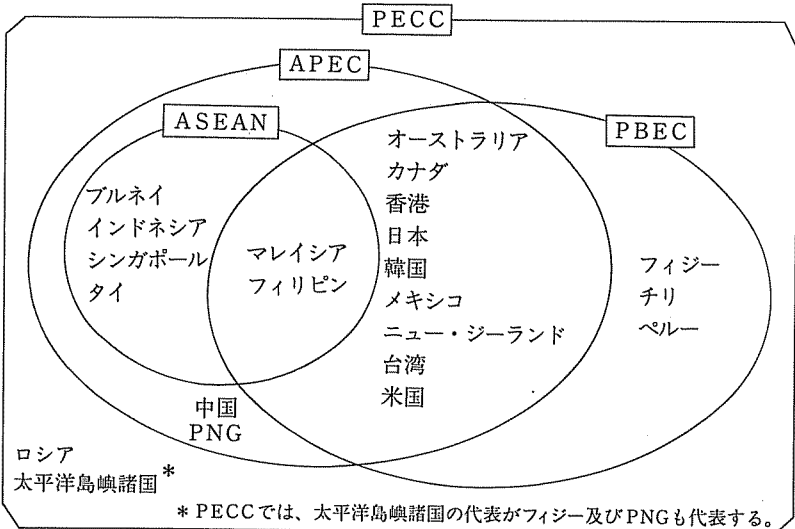 PECC
APEC
ASEAN
PBEC
ブルネイ
インドネシア
シンガポール
タイ
マレイシア
フィリピン
オーストラリア
カナダ
香港
日本
韓国
メキシコ
ニュー・ジーランド
台湾
米国
フィジー
チリ
ペルー
中国
PNG
ロシア
太平洋島嶼諸国*
*PECCでは、太平洋島嶼諸国の代表がフィジー及びPNGも代表する。